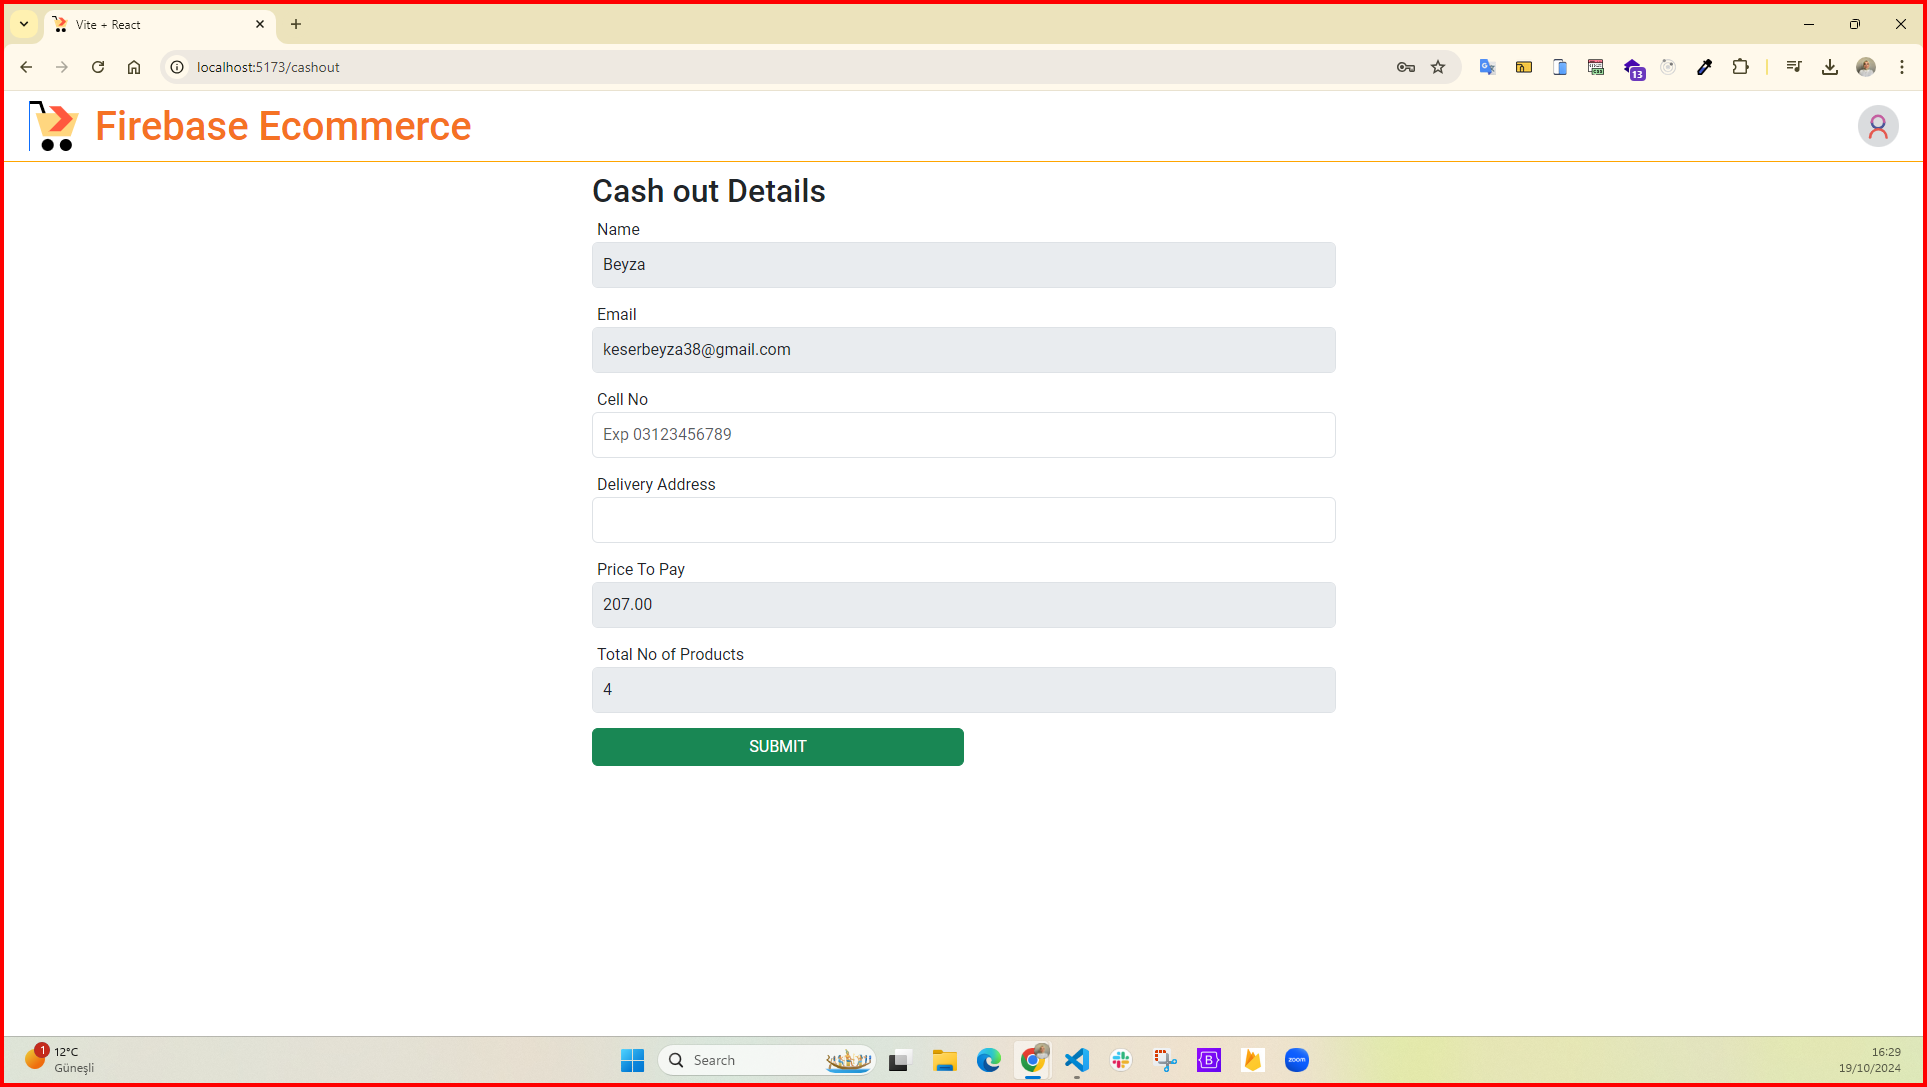 Vite + React
localhost:5173/cashout
13
Firebase Ecommerce
Cash out Details
Name
Beyza
Email
keserbeyza38@gmail.com
Cell No
Exp 03123456789
Delivery Address
Price To Pay
207.00
Total No of Products
4
SUBMIT
1
12°C
Güneşli
Search
B
zoom
16:29
19/10/2024